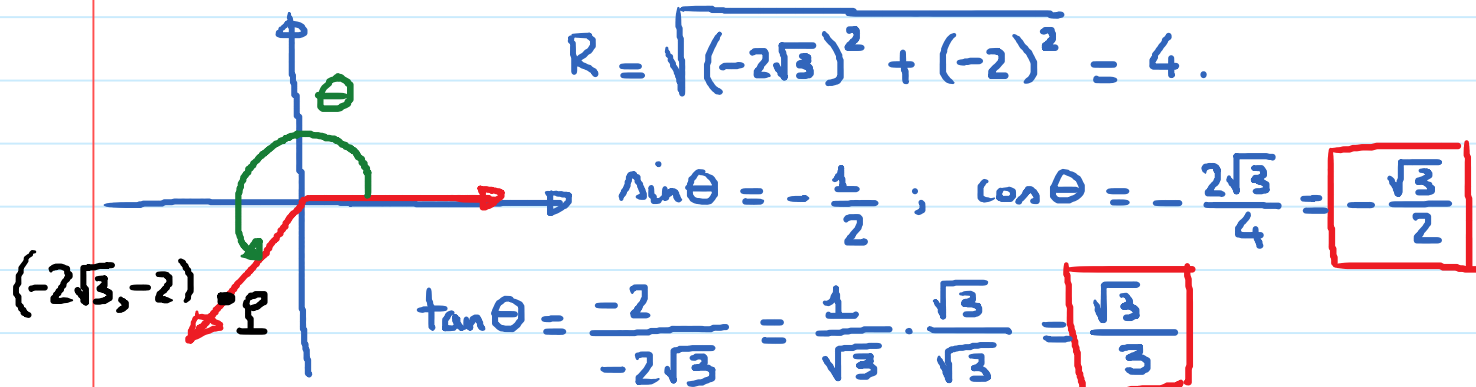 R = √((-2√3)² + (-2)²) = 4.
θ
sinθ = - 1/2 ; cosθ = - 2√3/4 = - √3/2
(-2√3, -2) P
tanθ = -2/-2√3 = 1/√3 · √3/√3 = √3/3